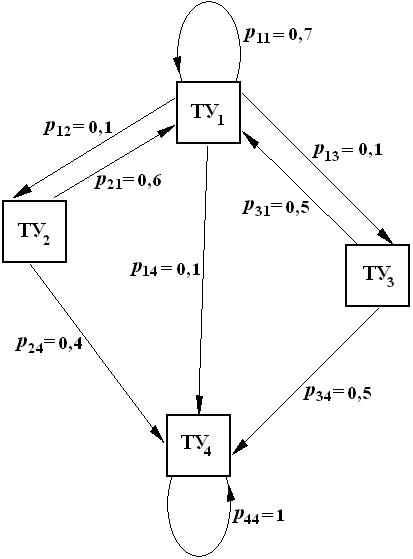 p11=0,7
ТУ1
p12=0,1
p13=0,1
p21=0,6
p31=0,5
ТУ2
ТУ3
p14=0,1
p24=0,4
p34=0,5
ТУ4
p44=1